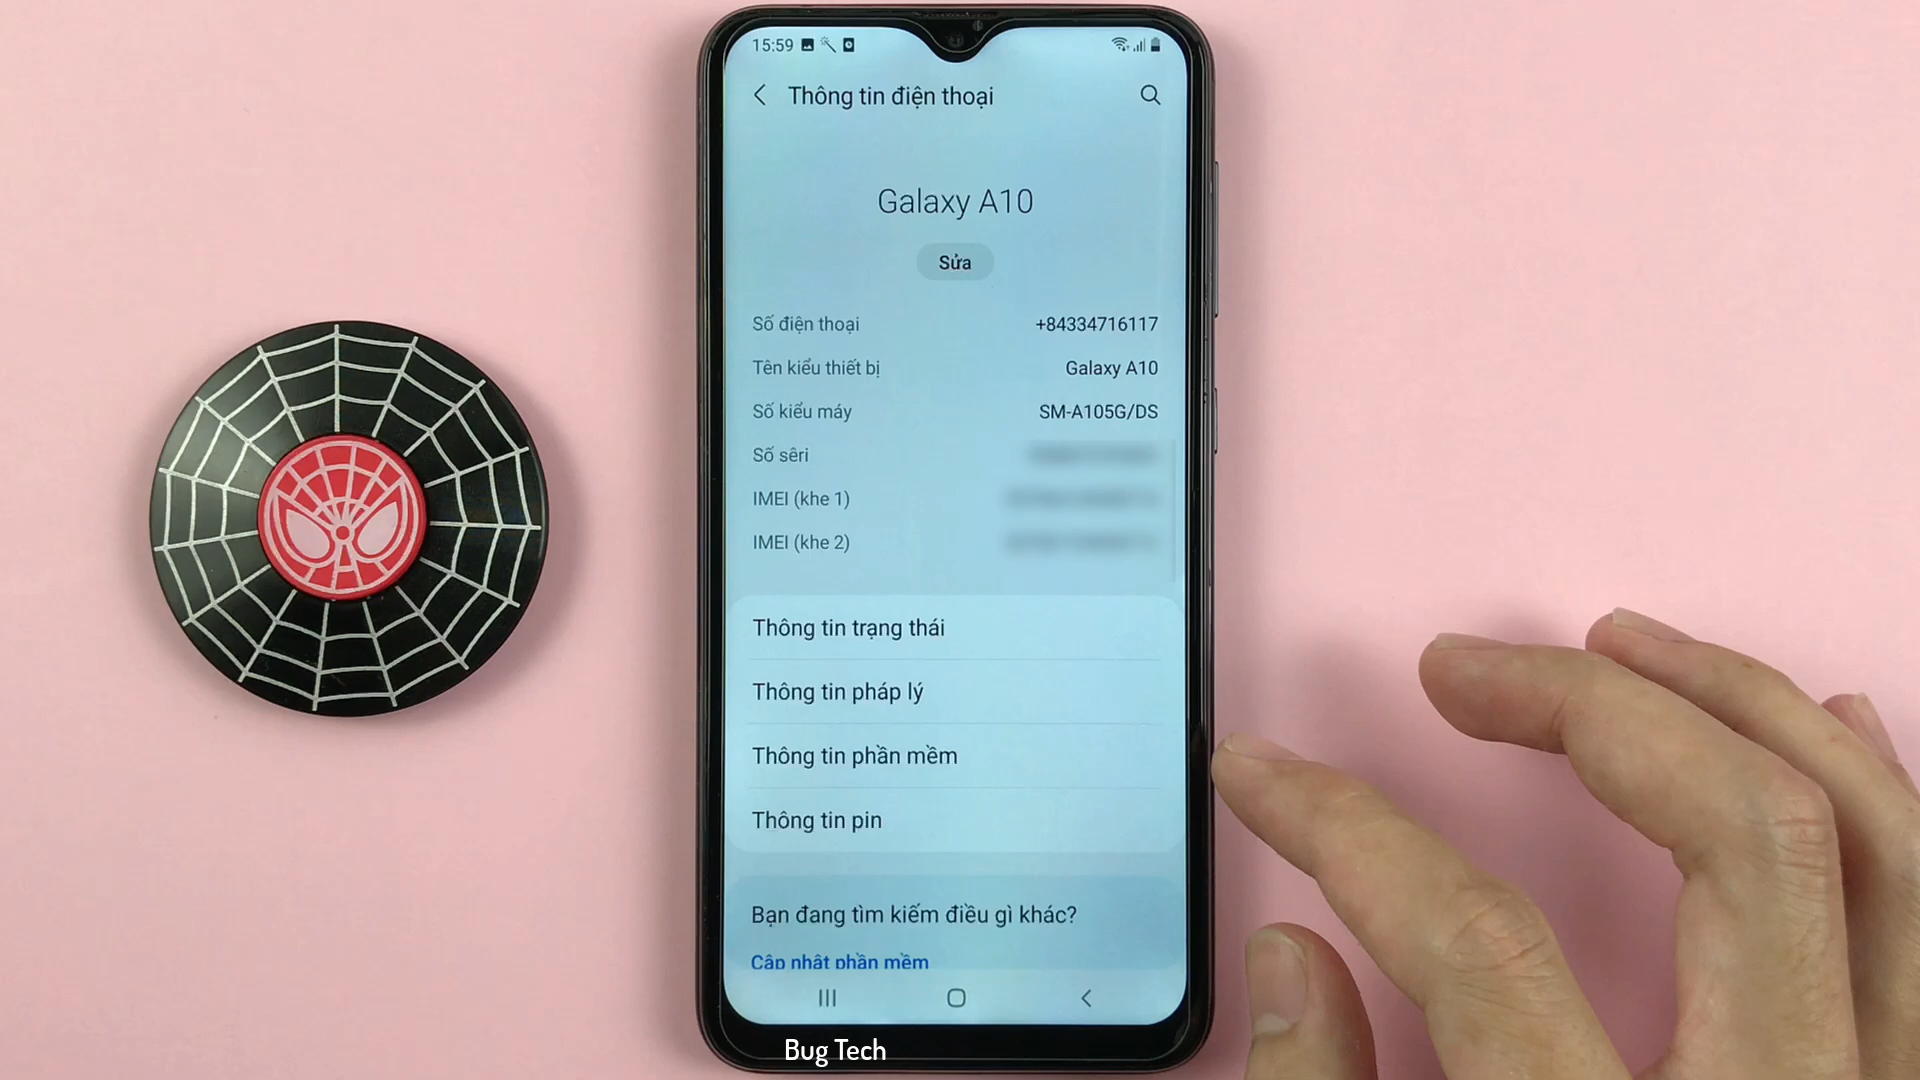 15:59
Thông tin điện thoại
Galaxy A10
Sửa
Số điện thoại +84334716117
Tên kiểu thiết bị Galaxy A10
Số kiểu máy SM-A105G/DS
Số sêri
IMEI (khe 1)
IMEI (khe 2)
Thông tin trạng thái
Thông tin pháp lý
Thông tin phần mềm
Thông tin pin
Bạn đang tìm kiếm điều gì khác?
Cập nhật phần mềm
Bug Tech